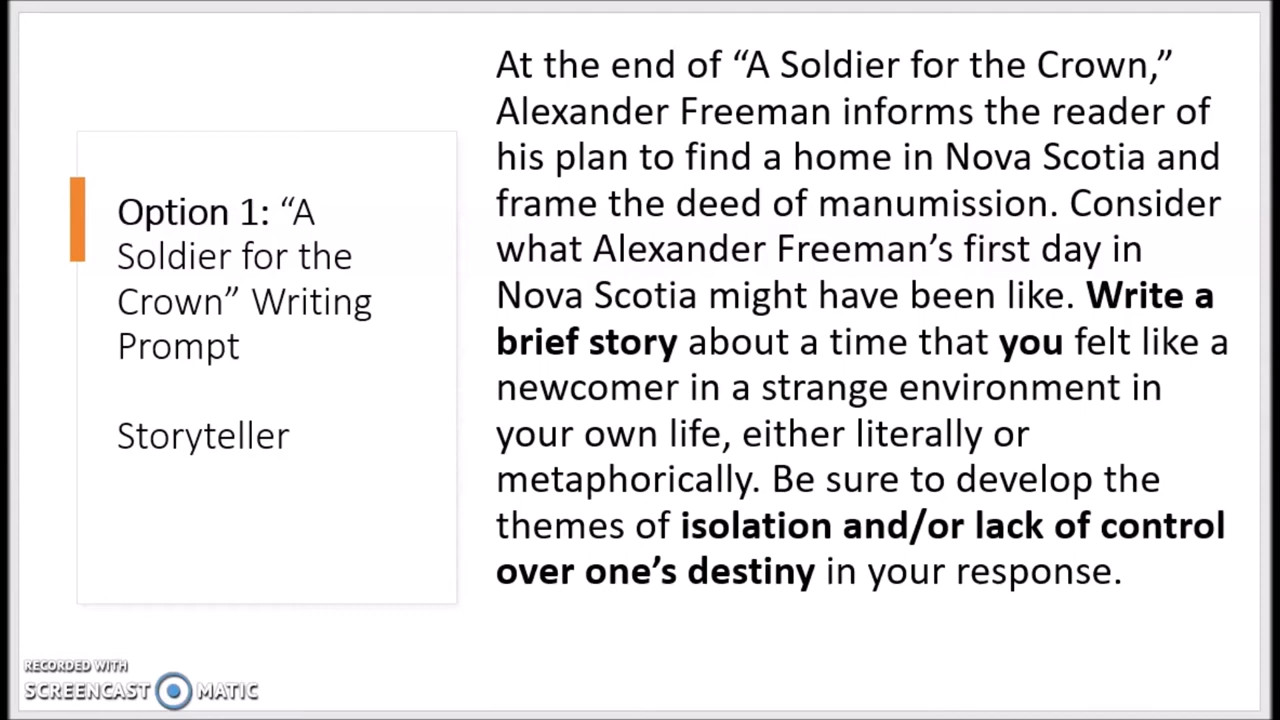 Option 1: “A
Soldier for the
Crown” Writing
Prompt
Storyteller
At the end of “A Soldier for the Crown,”
Alexander Freeman informs the reader of
his plan to find a home in Nova Scotia and
frame the deed of manumission. Consider
what Alexander Freeman’s first day in
Nova Scotia might have been like. Write a
brief story about a time that you felt like a
newcomer in a strange environment in
your own life, either literally or
metaphorically. Be sure to develop the
themes of isolation and/or lack of control
over one’s destiny in your response.
RECORDED WITH
SCREENCAST MATIC